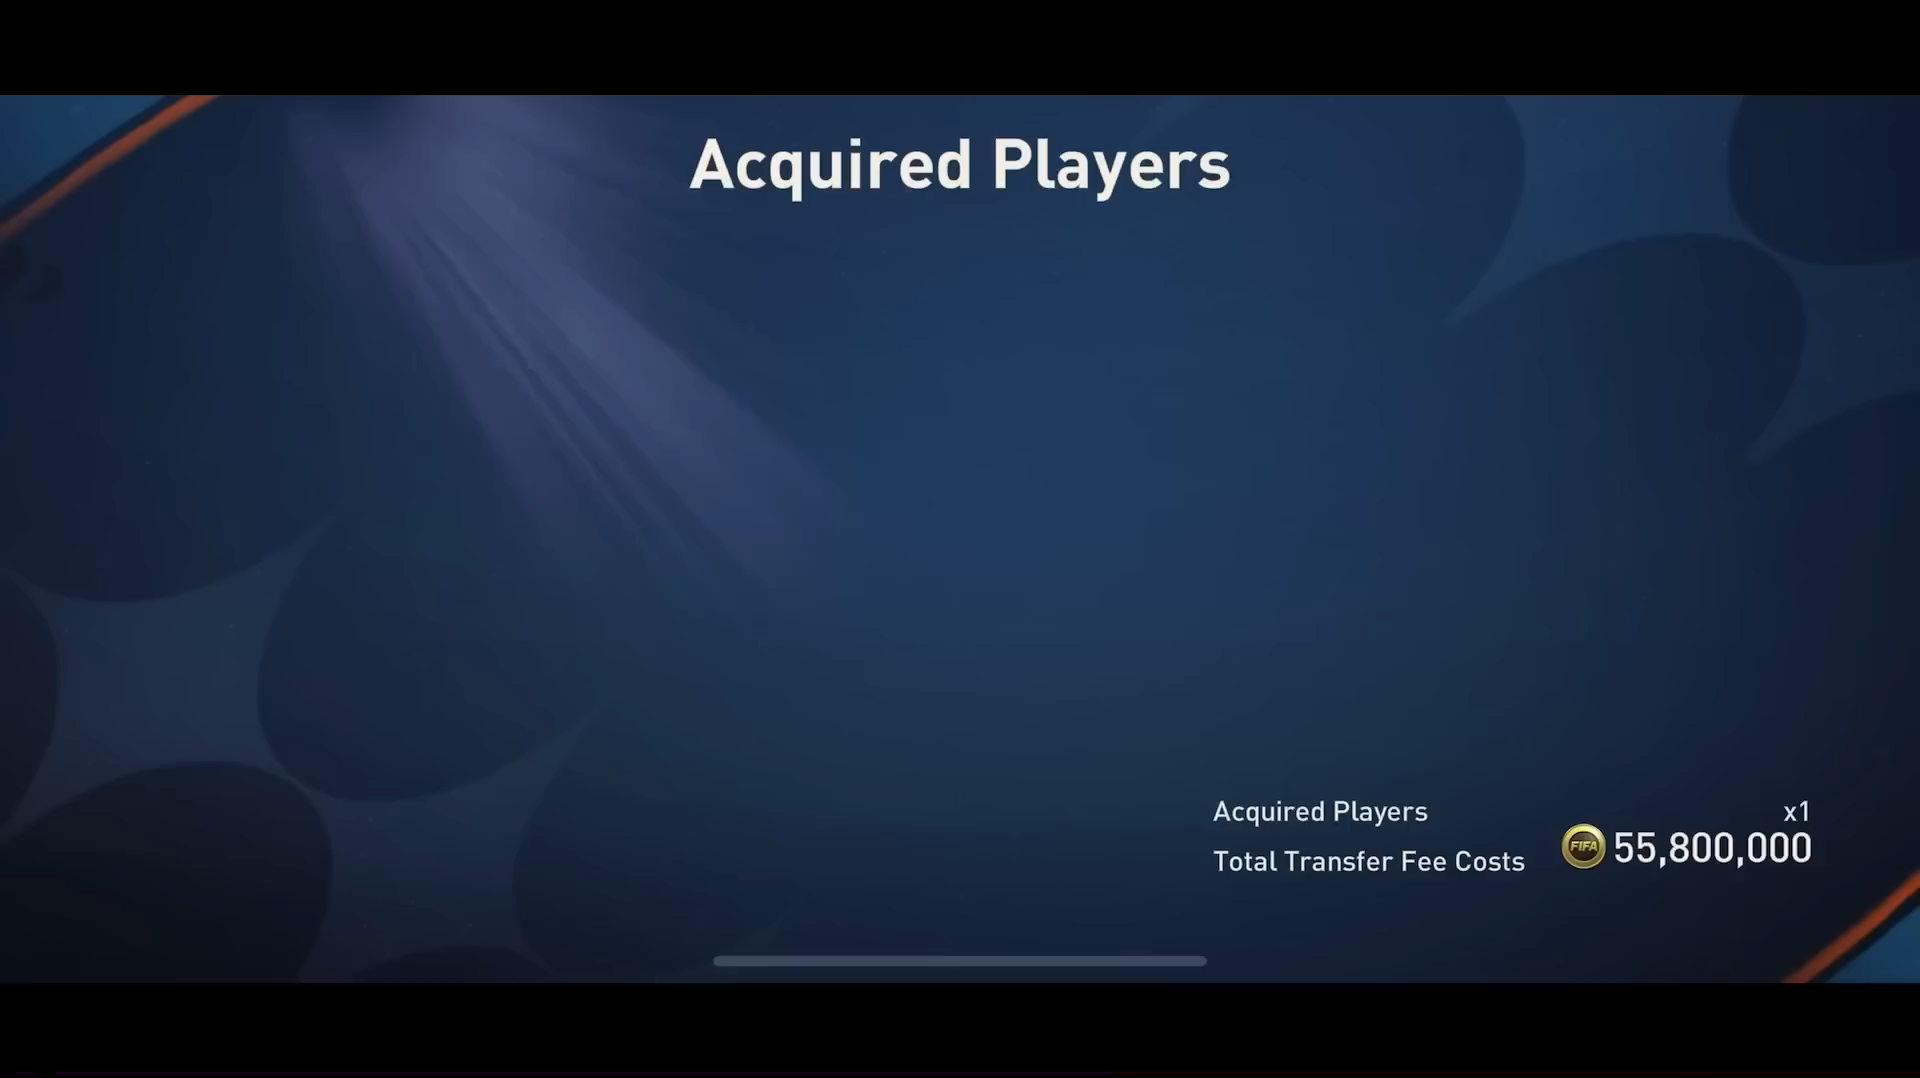 Acquired Players
Acquired Players x1
Total Transfer Fee Costs FIFA 55,800,000